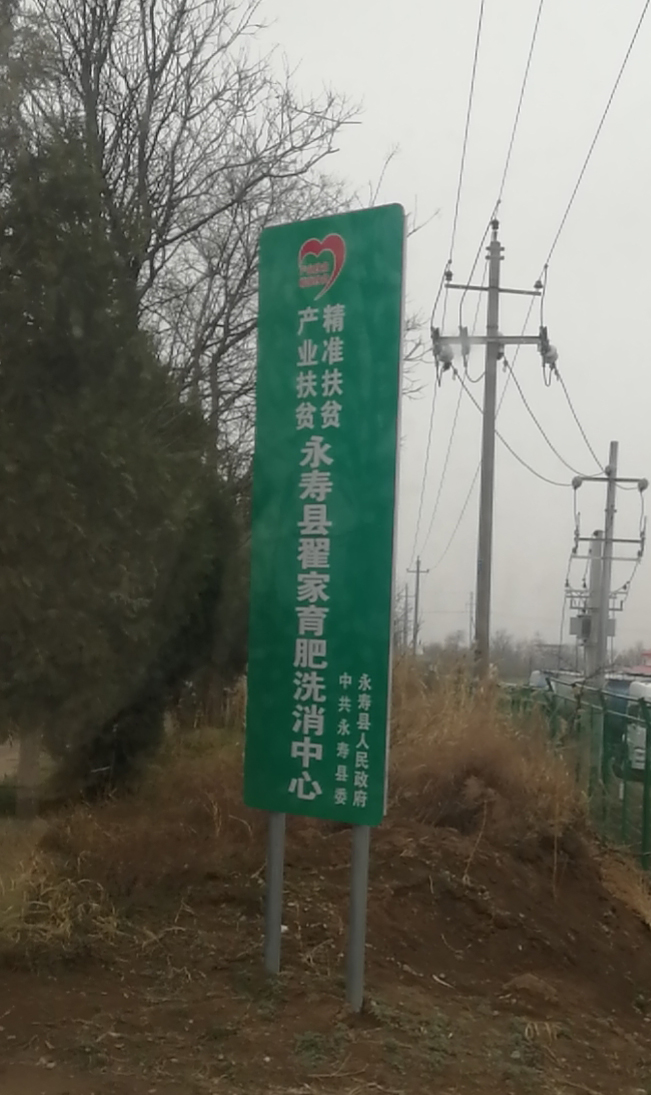 精准扶贫
产业扶贫
永寿县翟家育肥洗消中心
中共永寿县委
永寿县人民政府